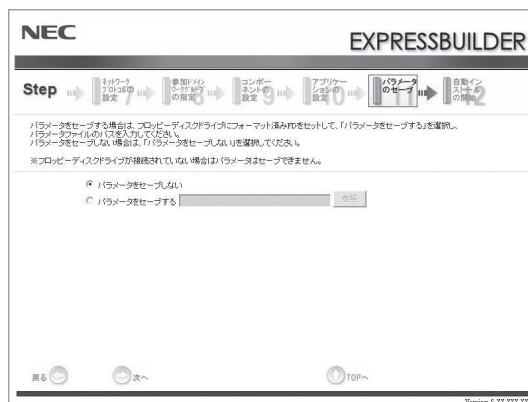 NEC
EXPRESSBUILDER
Step
ネットワーク
プロトコルの
設定 7
参加ドメイン
ワークグループ
の指定 8
コンポー
ネントの
設定 9
アプリケー
ションの
設定 10
パラメータ
のセーブ 11
自動イン
ストール
の開始 12
パラメータをセーブする場合は、フロッピーディスクドライブにフォーマット済みFDをセットして、「パラメータをセーブする」を選択し、
パラメータファイルのパスを入力してください。
パラメータをセーブしない場合は、「パラメータをセーブしない」を選択してください。
※フロッピーディスクドライブが接続されていない場合はパラメータはセーブできません。
パラメータをセーブしない
パラメータをセーブする 参照
戻る 次へ TOPへ
Version 5.XX.XXX.XX